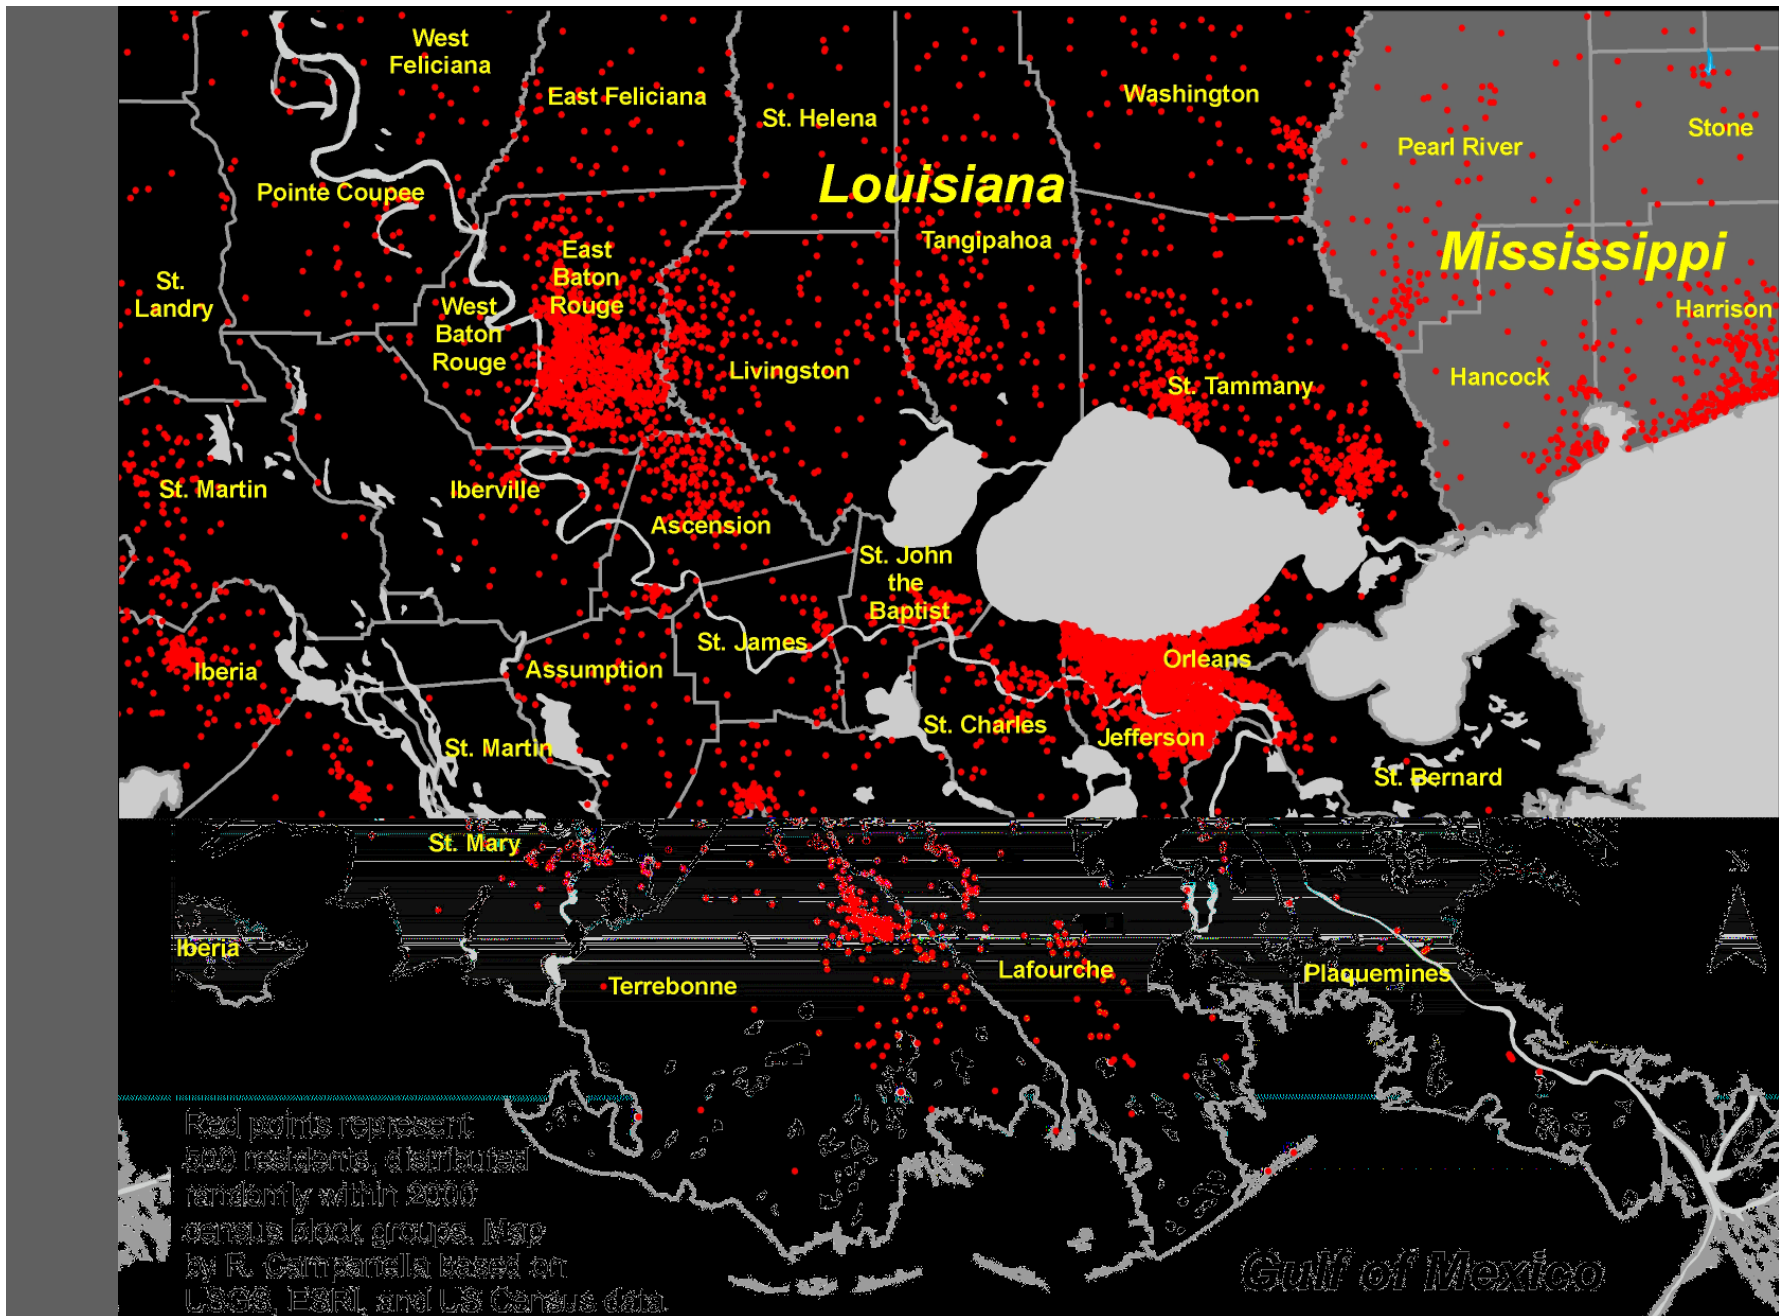 West
Feliciana
East Feliciana
St. Helena
Washington
Pearl River
Stone
Pointe Coupee
Louisiana
Tangipahoa
Mississippi
East
Baton
Rouge
St.
Landry
West
Baton
Rouge
Harrison
Livingston
St. Tammany
Hancock
St. Martin
Iberville
Ascension
St. John
the
Baptist
St. James
Orleans
Iberia
Assumption
St. Charles
Jefferson
St. Martin
St. Bernard
St. Mary
N
Iberia
Terrebonne
Lafourche
Plaquemines
Red points represent
residents, distributed
randomly within 2000
census block groups. Map
by R. Campanella based on
USGS, ESRI, and US Census data.
Gulf of Mexico